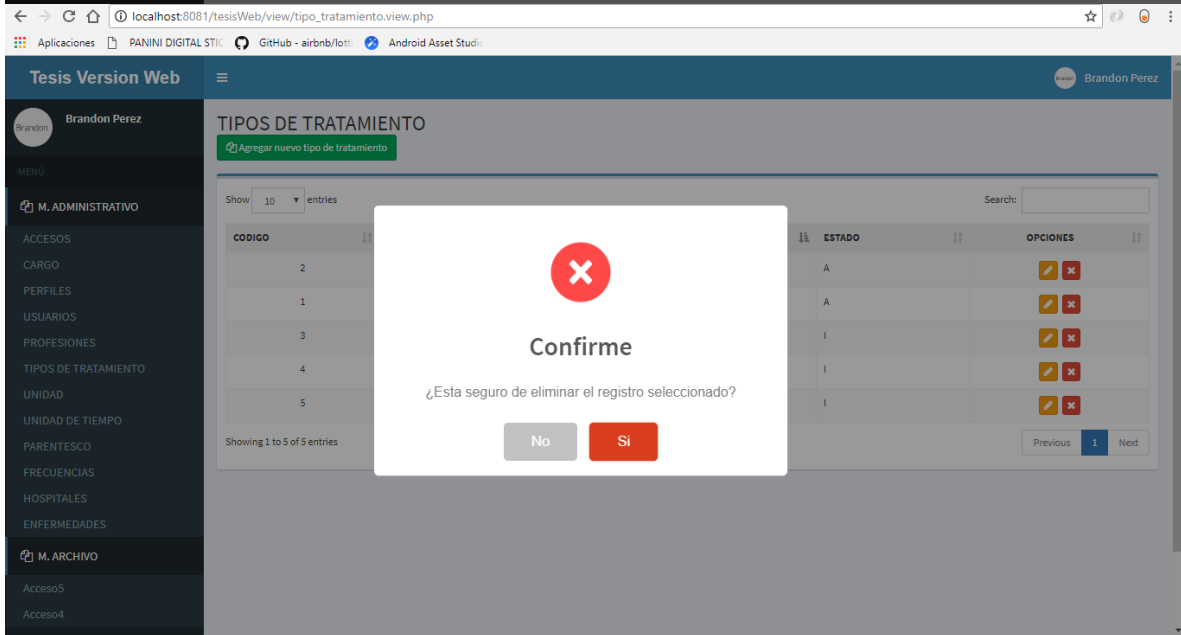 localhost:8081/tesisWeb/view/tipo_tratamiento.view.php
Aplicaciones PANINI DIGITAL STIC GitHub - airbnb/lotti Android Asset Studio
Tesis Version Web
Brandon Perez
Brandon
Brandon Perez
MENÚ
M. ADMINISTRATIVO
ACCESOS
CARGO
PERFILES
USUARIOS
PROFESIONES
TIPOS DE TRATAMIENTO
UNIDAD
UNIDAD DE TIEMPO
PARENTESCO
FRECUENCIAS
HOSPITALES
ENFERMEDADES
M. ARCHIVO
Acceso5
Acceso4
TIPOS DE TRATAMIENTO
Agregar nuevo tipo de tratamiento
Show 10 entries
Search:
CODIGO ESTADO OPCIONES
2 A
1 A
3 I
4 I
5 I
Showing 1 to 5 of 5 entries
Previous 1 Next
Confirme
¿Esta seguro de eliminar el registro seleccionado?
No Si